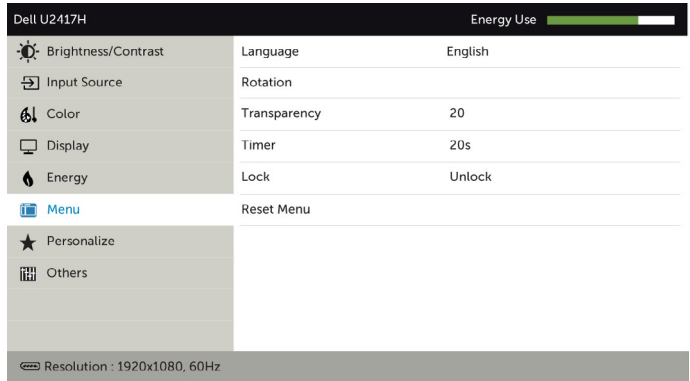 Dell U2417H Energy Use
Brightness/Contrast Language English
Input Source Rotation
Color Transparency 20
Display Timer 20s
Energy Lock Unlock
Menu Reset Menu
Personalize
Others
Resolution : 1920x1080, 60Hz